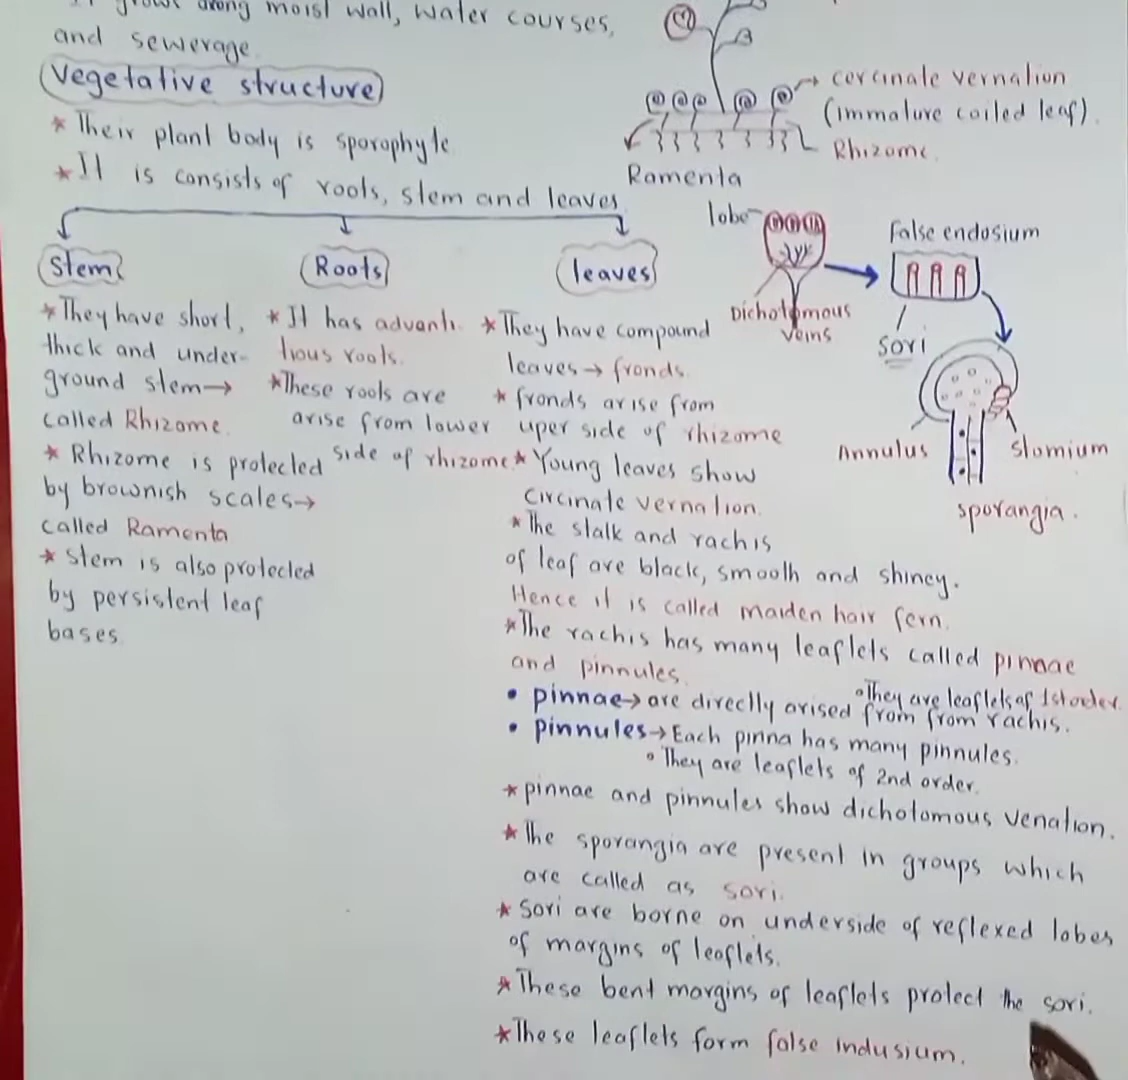 It grows along moist wall, water courses,
and sewerage.
Vegetative structure
* Their plant body is sporophyte
* It is consists of roots, stem and leaves
cercinate vernation
(immature coiled leaf).
Rhizome.
Ramenta
lobe
Dichotomous
Veins
False endosium
Sori
Annulus
Stomium
sporangia.
Stem
* They have short,
thick and under-
ground stem→
called Rhizome.
* Rhizome is protected
by brownish scales→
called Ramenta
* Stem is also protected
by persistent leaf
bases.
Roots
* It has adventi
tious roots.
* These roots are
arise from lower
side of rhizome
leaves
* They have compound
leaves → fronds.
* fronds arise from
uper side of rhizome
* Young leaves show
circinate vernation.
* The stalk and rachis
of leaf are black, smooth and shiney.
Hence it is called maiden hair fern.
* The rachis has many leaflets called pinnae
and pinnules.
° They are leaflets of 1st order.
• pinnae→ are directly arised from from rachis.
• pinnules→ Each pinna has many pinnules.
° They are leaflets of 2nd order.
* pinnae and pinnules show dichotomous venation.
* The sporangia are present in groups which
are called as sori.
* Sori are borne on underside of reflexed lobes
of margins of leaflets.
* These bent margins of leaflets protect the sori.
* These leaflets form false indusium.